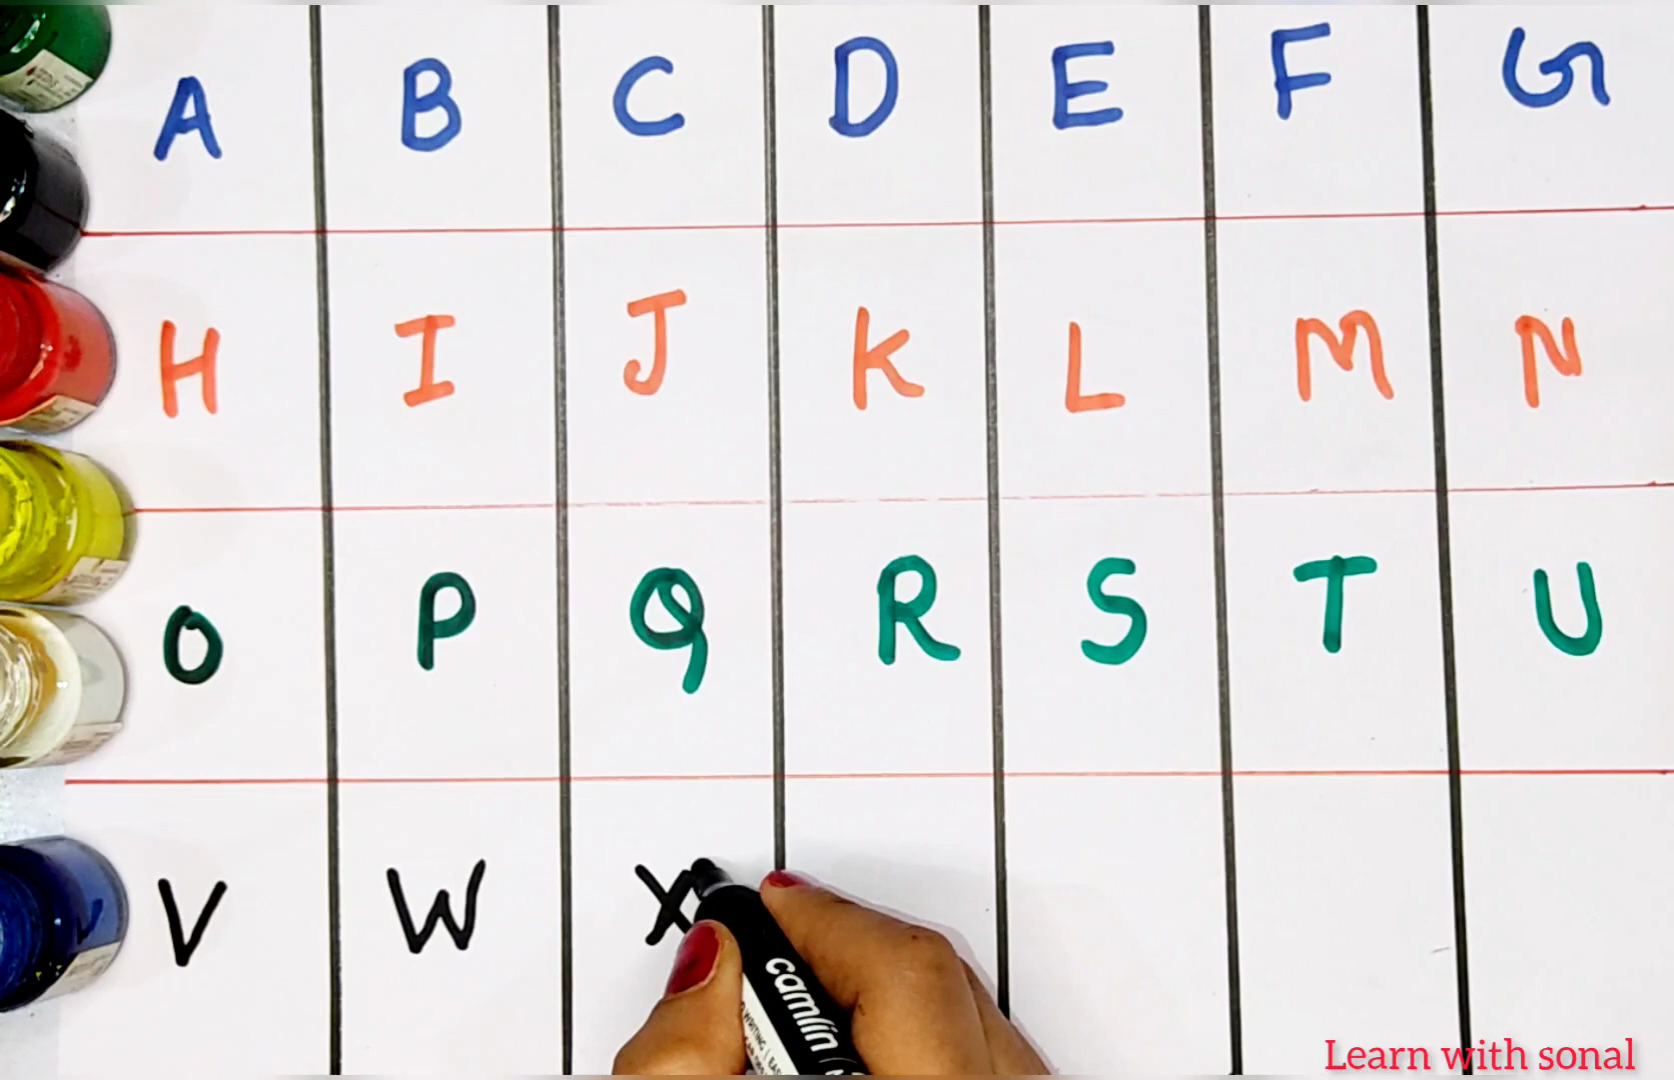 A B C D E F G
H I J K L M N
O P Q R S T U
V W X
camlin
Learn with sonal